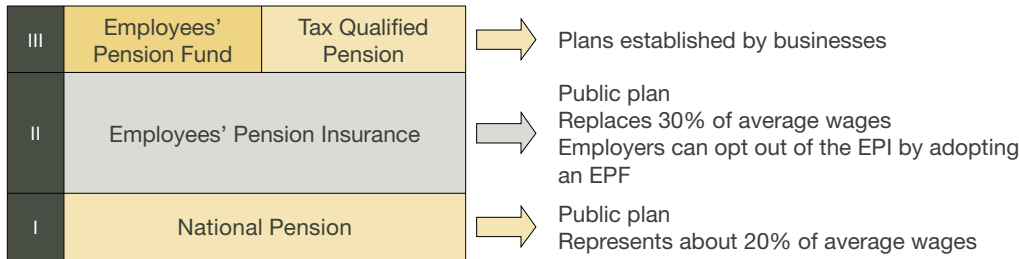 III
Employees’
Pension Fund
Tax Qualified
Pension
Plans established by businesses
II
Employees’ Pension Insurance
Public plan
Replaces 30% of average wages
Employers can opt out of the EPI by adopting
an EPF
I
National Pension
Public plan
Represents about 20% of average wages